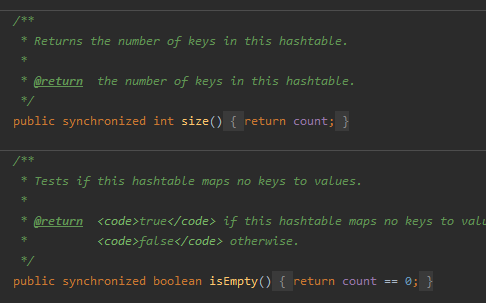 /**
* Returns the number of keys in this hashtable.
*
* @return the number of keys in this hashtable.
*/
public synchronized int size() { return count; }
/**
* Tests if this hashtable maps no keys to values.
*
* @return <code>true</code> if this hashtable maps no keys to
* <code>false</code> otherwise.
*/
public synchronized boolean isEmpty() { return count == 0; }